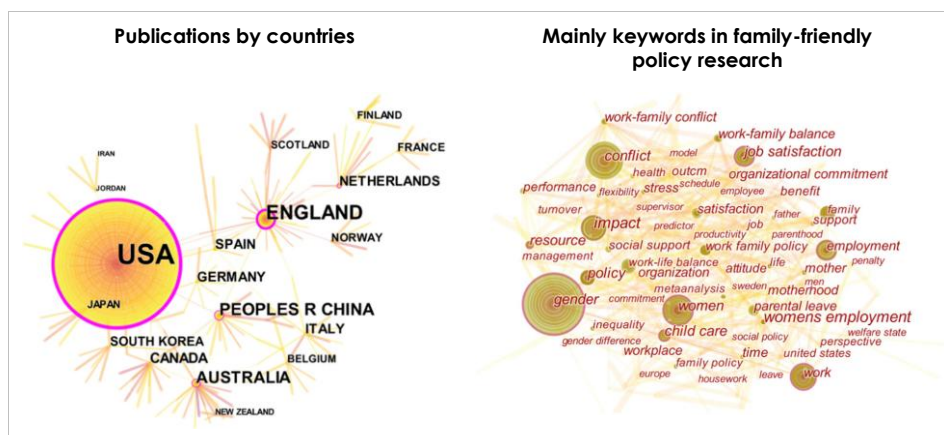 Publications by countries
Mainly keywords in family-friendly
policy research
FINLAND
SCOTLAND
FRANCE
IRAN
NETHERLANDS
JORDAN
ENGLAND
NORWAY
USA
SPAIN
GERMANY
JAPAN
PEOPLES R CHINA
ITALY
SOUTH KOREA
CANADA
BELGIUM
AUSTRALIA
NEW ZEALAND
work-family conflict
work-family balance
conflict
model
job satisfaction
health
outcm
organizational commitment
performance
flexibility
stress
schedule
employee
benefit
turnover
supervisor
satisfaction
father
family
support
impact
predictor
job
parenthood
productivity
resource
social support
work family policy
employment
management
work-life balance
life
penalty
policy
organization
attitude
mother
men
metaanalysis
sweden
motherhood
gender
commitment
women
parental leave
inequality
womens employment
gender difference
child care
social policy
welfare state
perspective
workplace
time
united states
family policy
europe
housework
leave
work